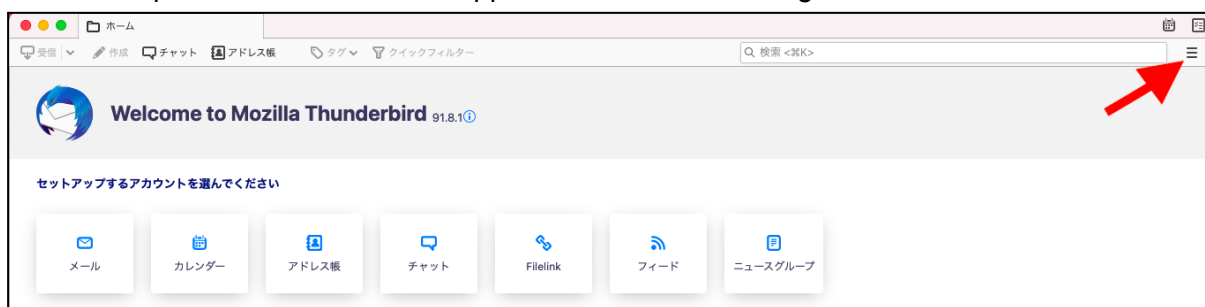 ホーム
受信 作成 チャット アドレス帳 タグ クイックフィルター 検索 <⌘K>
Welcome to Mozilla Thunderbird 91.8.1
セットアップするアカウントを選んでください
メール カレンダー アドレス帳 チャット Filelink フィード ニュースグループ